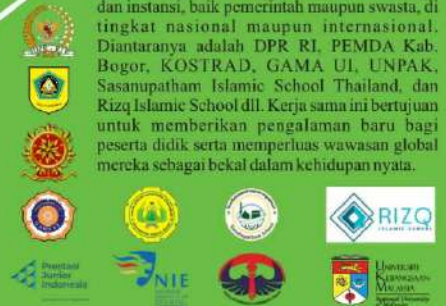 dan instansi, baik pemerintah maupun swasta, di
tingkat nasional maupun internasional.
Diantaranya adalah DPR RI, PEMDA Kab.
Bogor, KOSTRAD, GAMA UI, UNPAK,
Sasanupatham Islamic School Thailand, dan
Rizq Islamic School dll. Kerja sama ini bertujuan
untuk memberikan pengalaman baru bagi
peserta didik serta memperluas wawasan global
mereka sebagai bekal dalam kehidupan nyata.
RIZQ
ISLAMIC SCHOOL
Prestasi
Junior
Indonesia
NIE
UNIVERSITI
KEBANGSAAN
MALAYSIA
National University